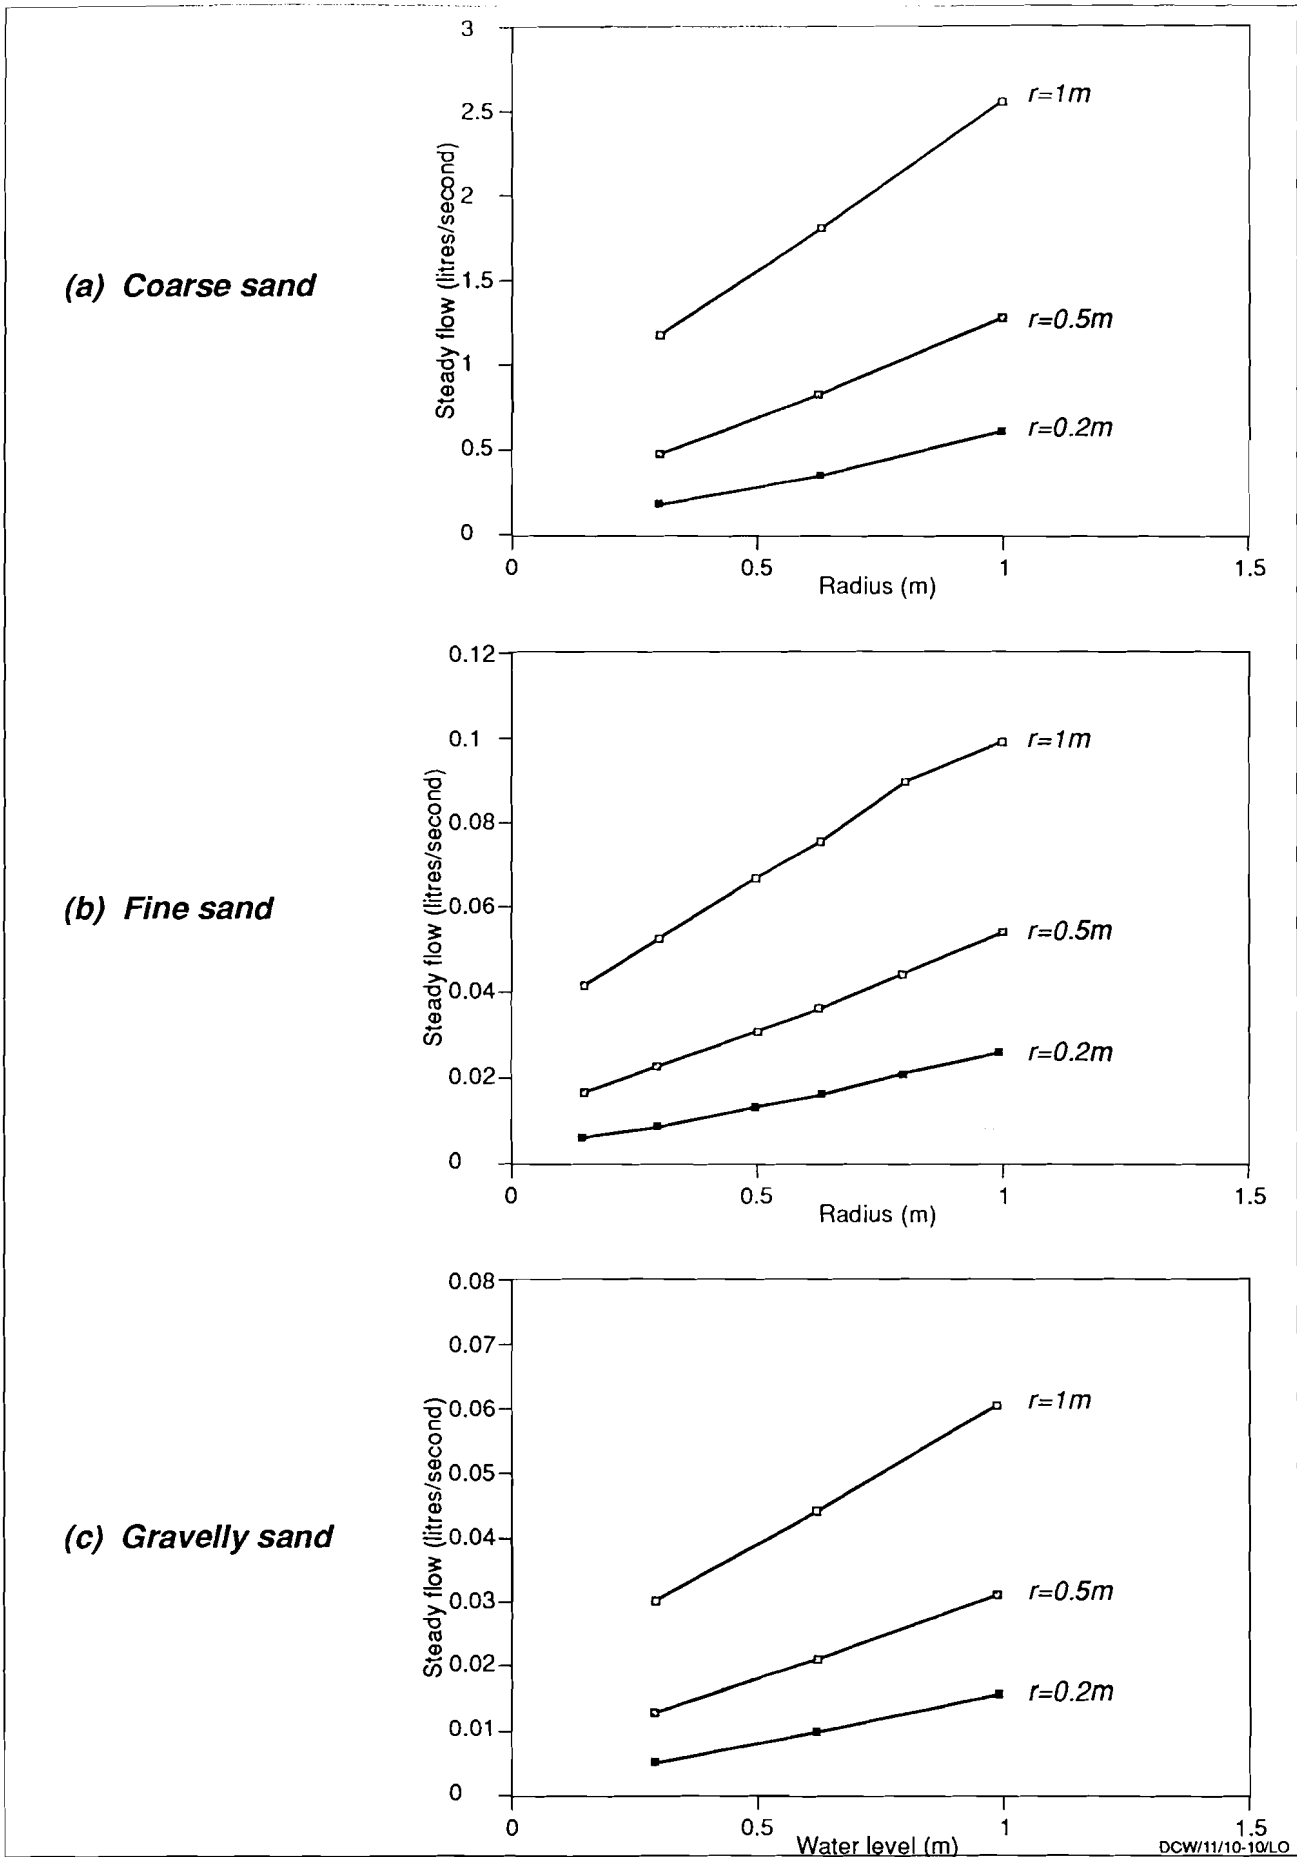 (a) Coarse sand
Steady flow (litres/second)
3
2.5
2
1.5
1
0.5
0
r=1m
r=0.5m
r=0.2m
0 0.5 1 1.5
Radius (m)
(b) Fine sand
Steady flow (litres/second)
0.12
0.1
0.08
0.06
0.04
0.02
0
r=1m
r=0.5m
r=0.2m
0 0.5 1 1.5
Radius (m)
(c) Gravelly sand
Steady flow (litres/second)
0.08
0.07
0.06
0.05
0.04
0.03
0.02
0.01
0
r=1m
r=0.5m
r=0.2m
0 0.5 1 1.5
Water level (m)
DCW/11/10-10/LO